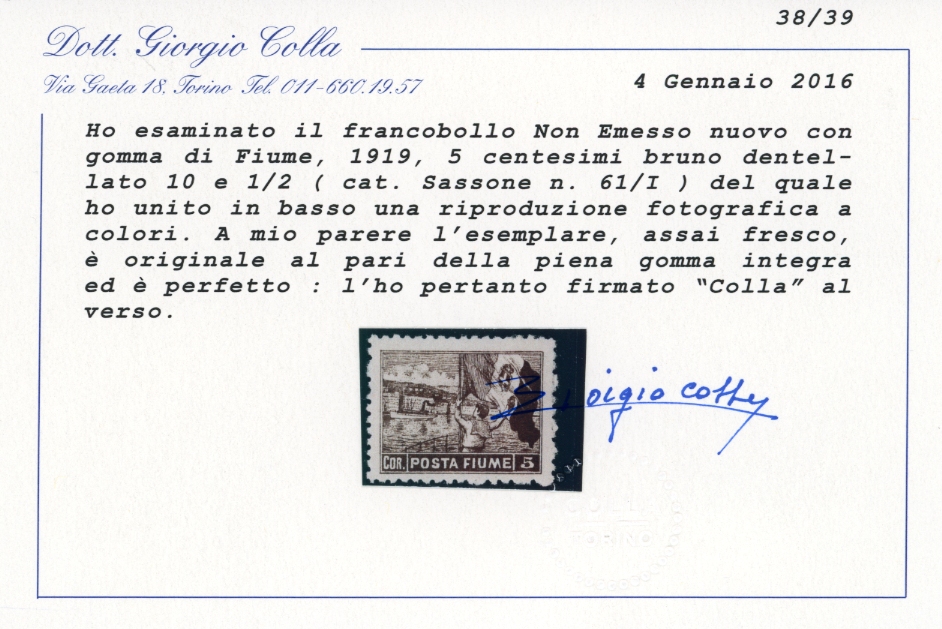 38/39
Dott. Giorgio Colla
Via Gaeta 18, Torino Tel. 011-660.19.57
4 Gennaio 2016
Ho esaminato il francobollo Non Emesso nuovo con
gomma di Fiume, 1919, 5 centesimi bruno dentel-
lato 10 e 1/2 ( cat. Sassone n. 61/I ) del quale
ho unito in basso una riproduzione fotografica a
colori. A mio parere l'esemplare, assai fresco,
è originale al pari della piena gomma integra
ed è perfetto : l'ho pertanto firmato "Colla" al
verso.
COR. POSTA FIUME 5